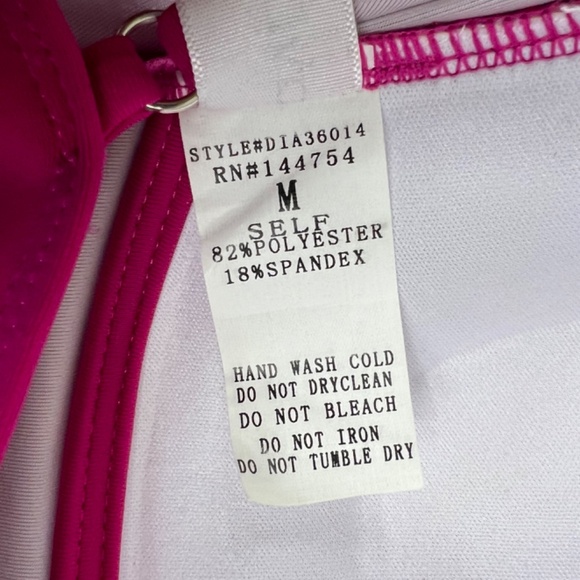 STYLE#DIA36014
RN#144754
M
SELF
82%POLYESTER
18%SPANDEX
HAND WASH COLD
DO NOT DRYCLEAN
DO NOT BLEACH
DO NOT IRON
DO NOT TUMBLE DRY